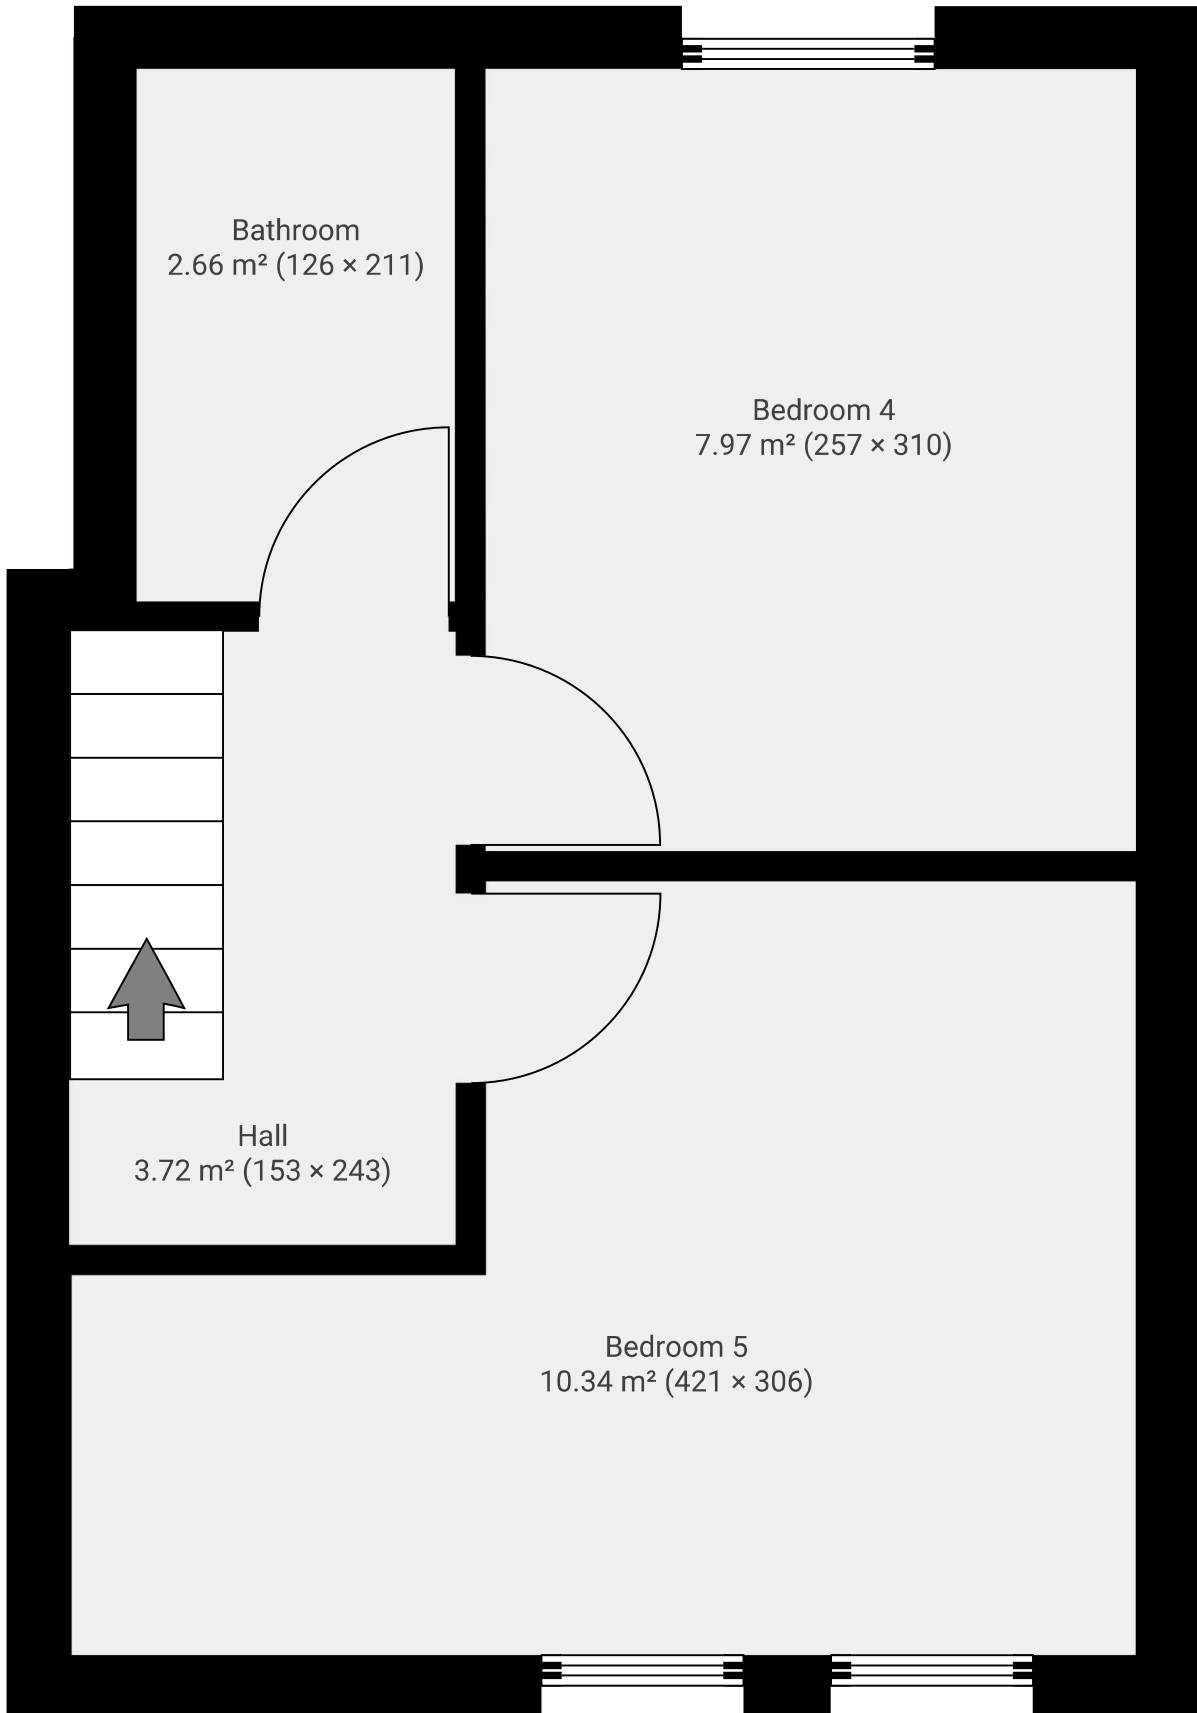 Bathroom
2.66 m² (126 × 211)
Bedroom 4
7.97 m² (257 × 310)
Hall
3.72 m² (153 × 243)
Bedroom 5
10.34 m² (421 × 306)